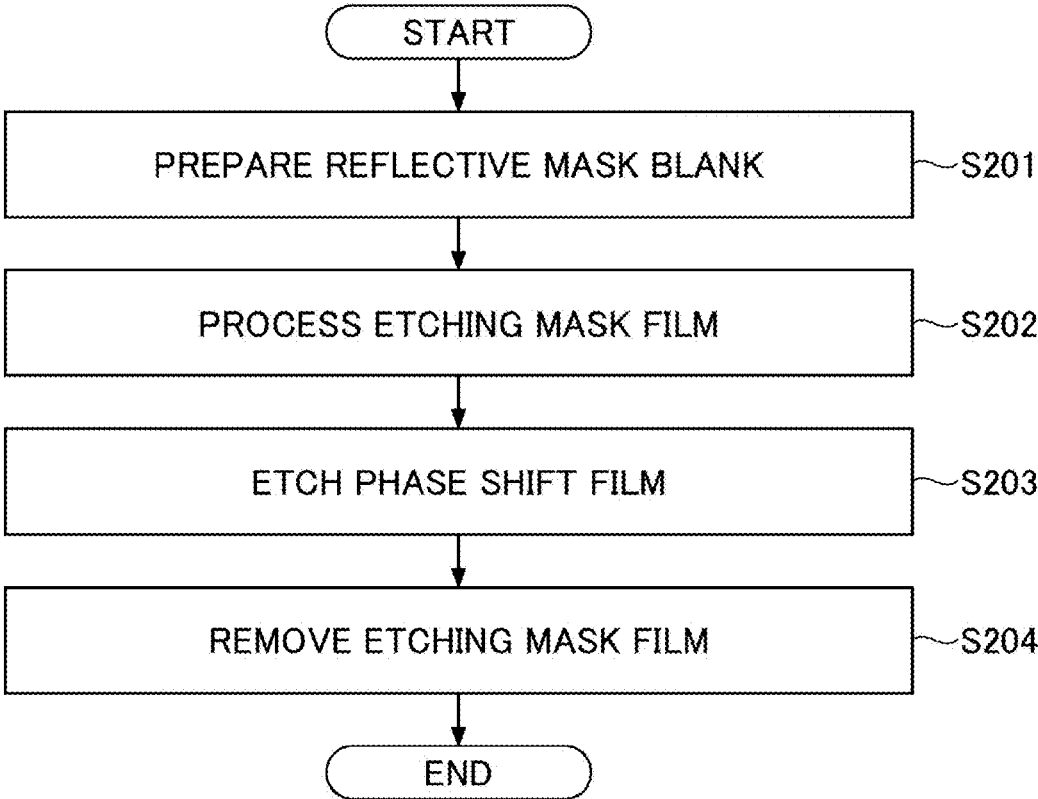 START
PREPARE REFLECTIVE MASK BLANK
S201
PROCESS ETCHING MASK FILM
S202
ETCH PHASE SHIFT FILM
S203
REMOVE ETCHING MASK FILM
S204
END